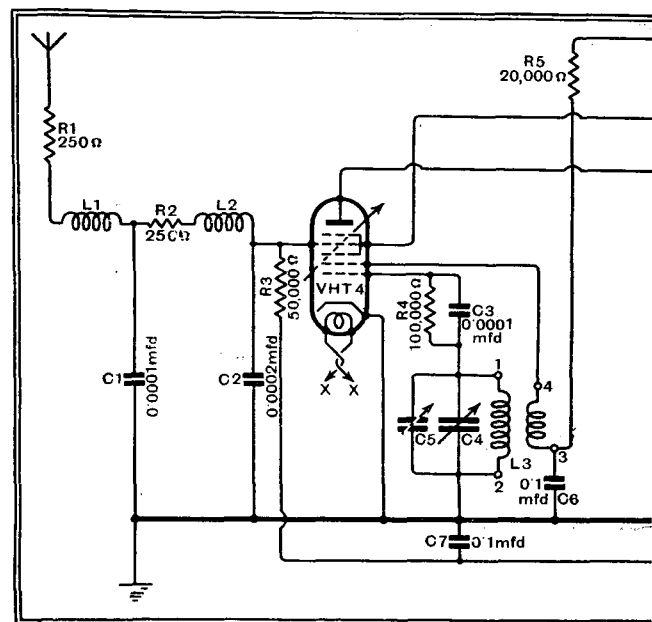 R1
250Ω
L1
R2
250Ω
L2
C1
0·0001mfd
C2
0·0002mfd
R3
50,000Ω
VHT4
X X
R4
100,000Ω
C3
0·0001
mfd
R5
20,000Ω
1
C5
C4
2
L3
4
3
0·1
mfd
C6
C7
0·1mfd